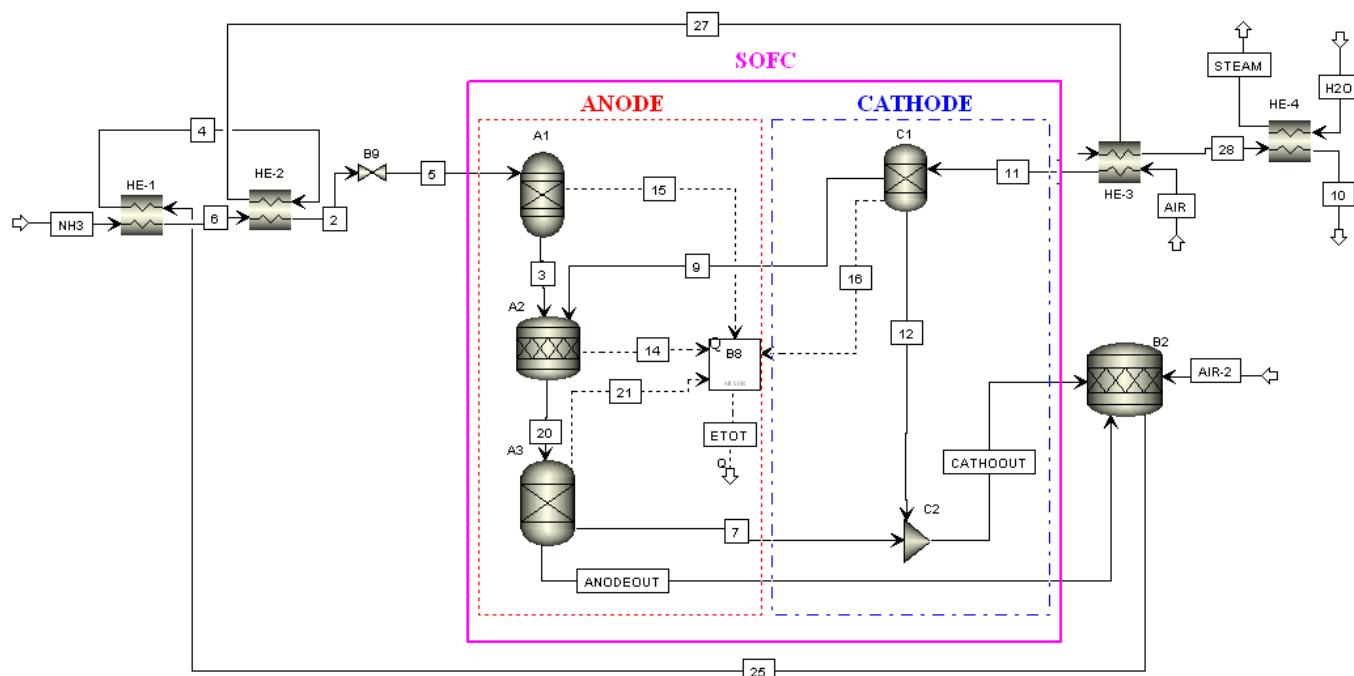 27
SOFC
STEAM
H2O
HE-4
ANODE
CATHODE
4
A1
C1
B9
HE-1
HE-2
5
15
11
28
HE-3
NH3
6
2
AIR
10
3
9
16
A2
12
B2
14
Q
B8
MIXER
AIR-2
21
20
ETOT
A3
Q
CATHOOUT
7
C2
ANODEOUT
25